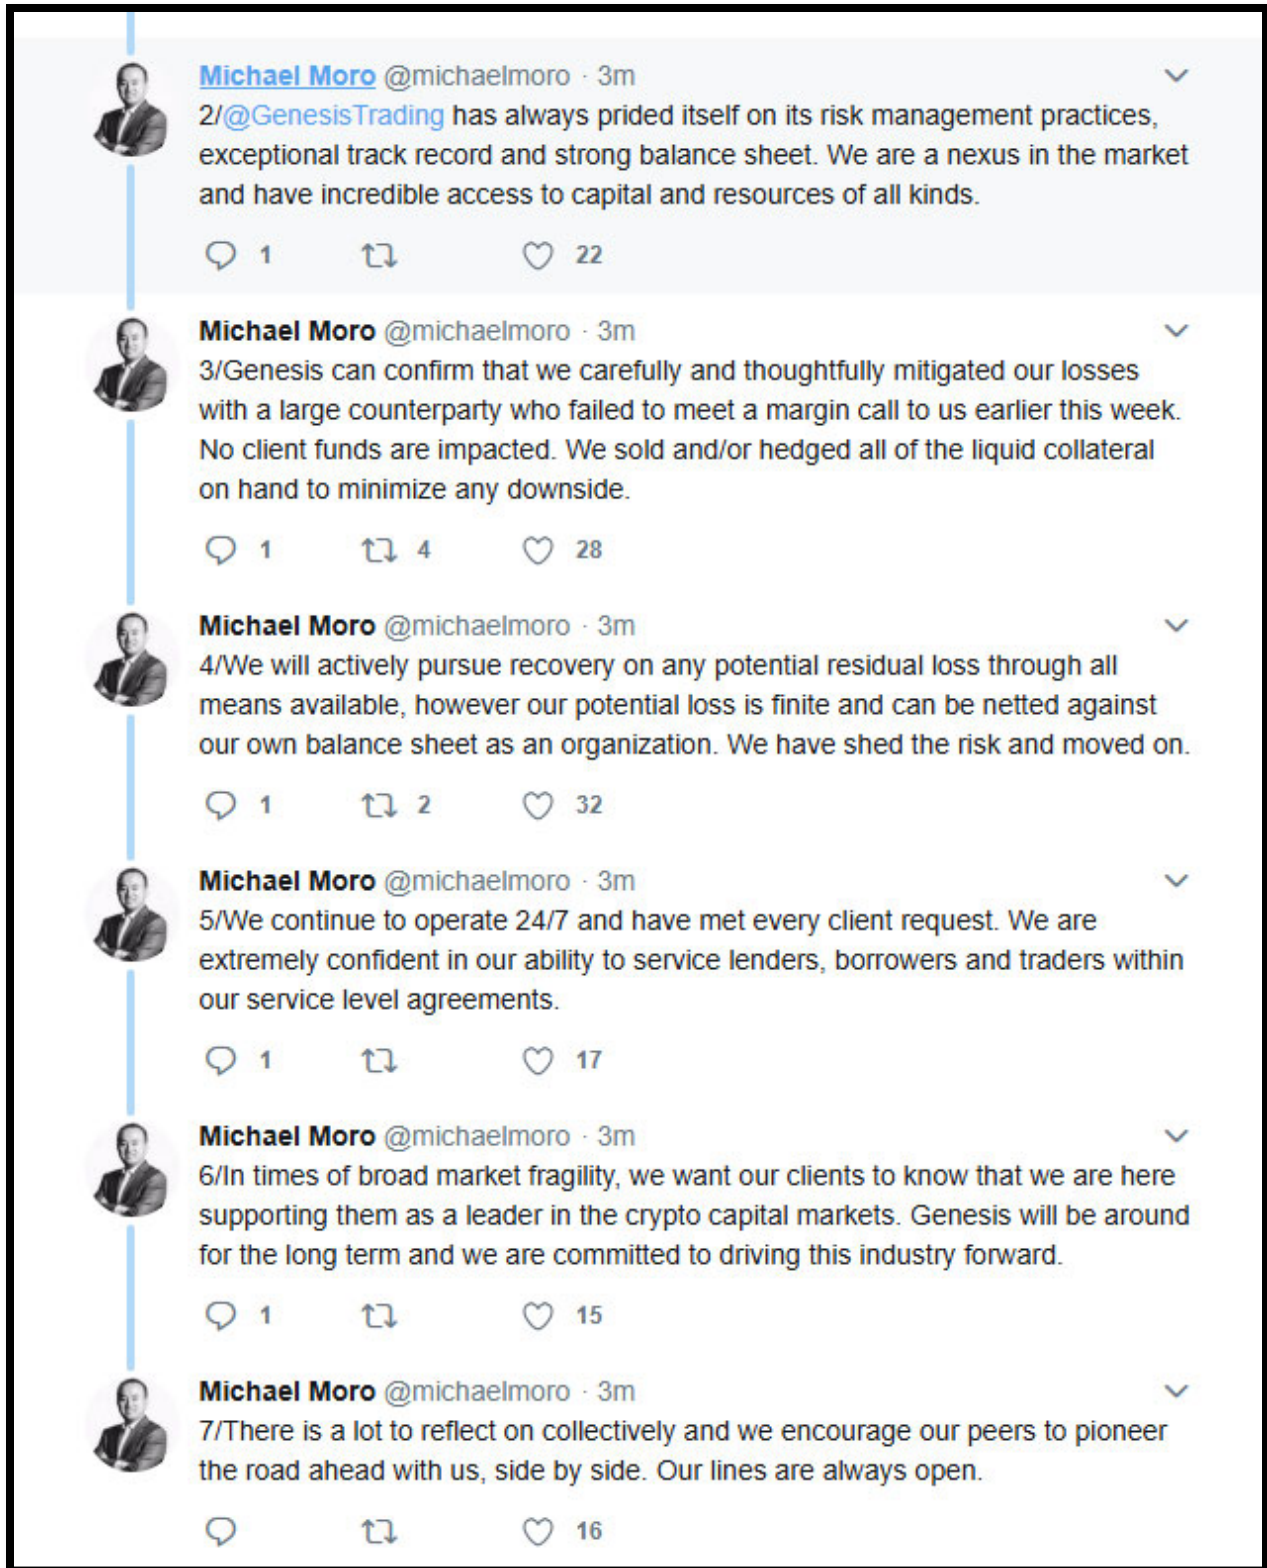 Michael Moro @michaelmoro · 3m
2/@GenesisTrading has always prided itself on its risk management practices,
exceptional track record and strong balance sheet. We are a nexus in the market
and have incredible access to capital and resources of all kinds.
1 22
Michael Moro @michaelmoro · 3m
3/Genesis can confirm that we carefully and thoughtfully mitigated our losses
with a large counterparty who failed to meet a margin call to us earlier this week.
No client funds are impacted. We sold and/or hedged all of the liquid collateral
on hand to minimize any downside.
1 4 28
Michael Moro @michaelmoro · 3m
4/We will actively pursue recovery on any potential residual loss through all
means available, however our potential loss is finite and can be netted against
our own balance sheet as an organization. We have shed the risk and moved on.
1 2 32
Michael Moro @michaelmoro · 3m
5/We continue to operate 24/7 and have met every client request. We are
extremely confident in our ability to service lenders, borrowers and traders within
our service level agreements.
1 17
Michael Moro @michaelmoro · 3m
6/In times of broad market fragility, we want our clients to know that we are here
supporting them as a leader in the crypto capital markets. Genesis will be around
for the long term and we are committed to driving this industry forward.
1 15
Michael Moro @michaelmoro · 3m
7/There is a lot to reflect on collectively and we encourage our peers to pioneer
the road ahead with us, side by side. Our lines are always open.
16